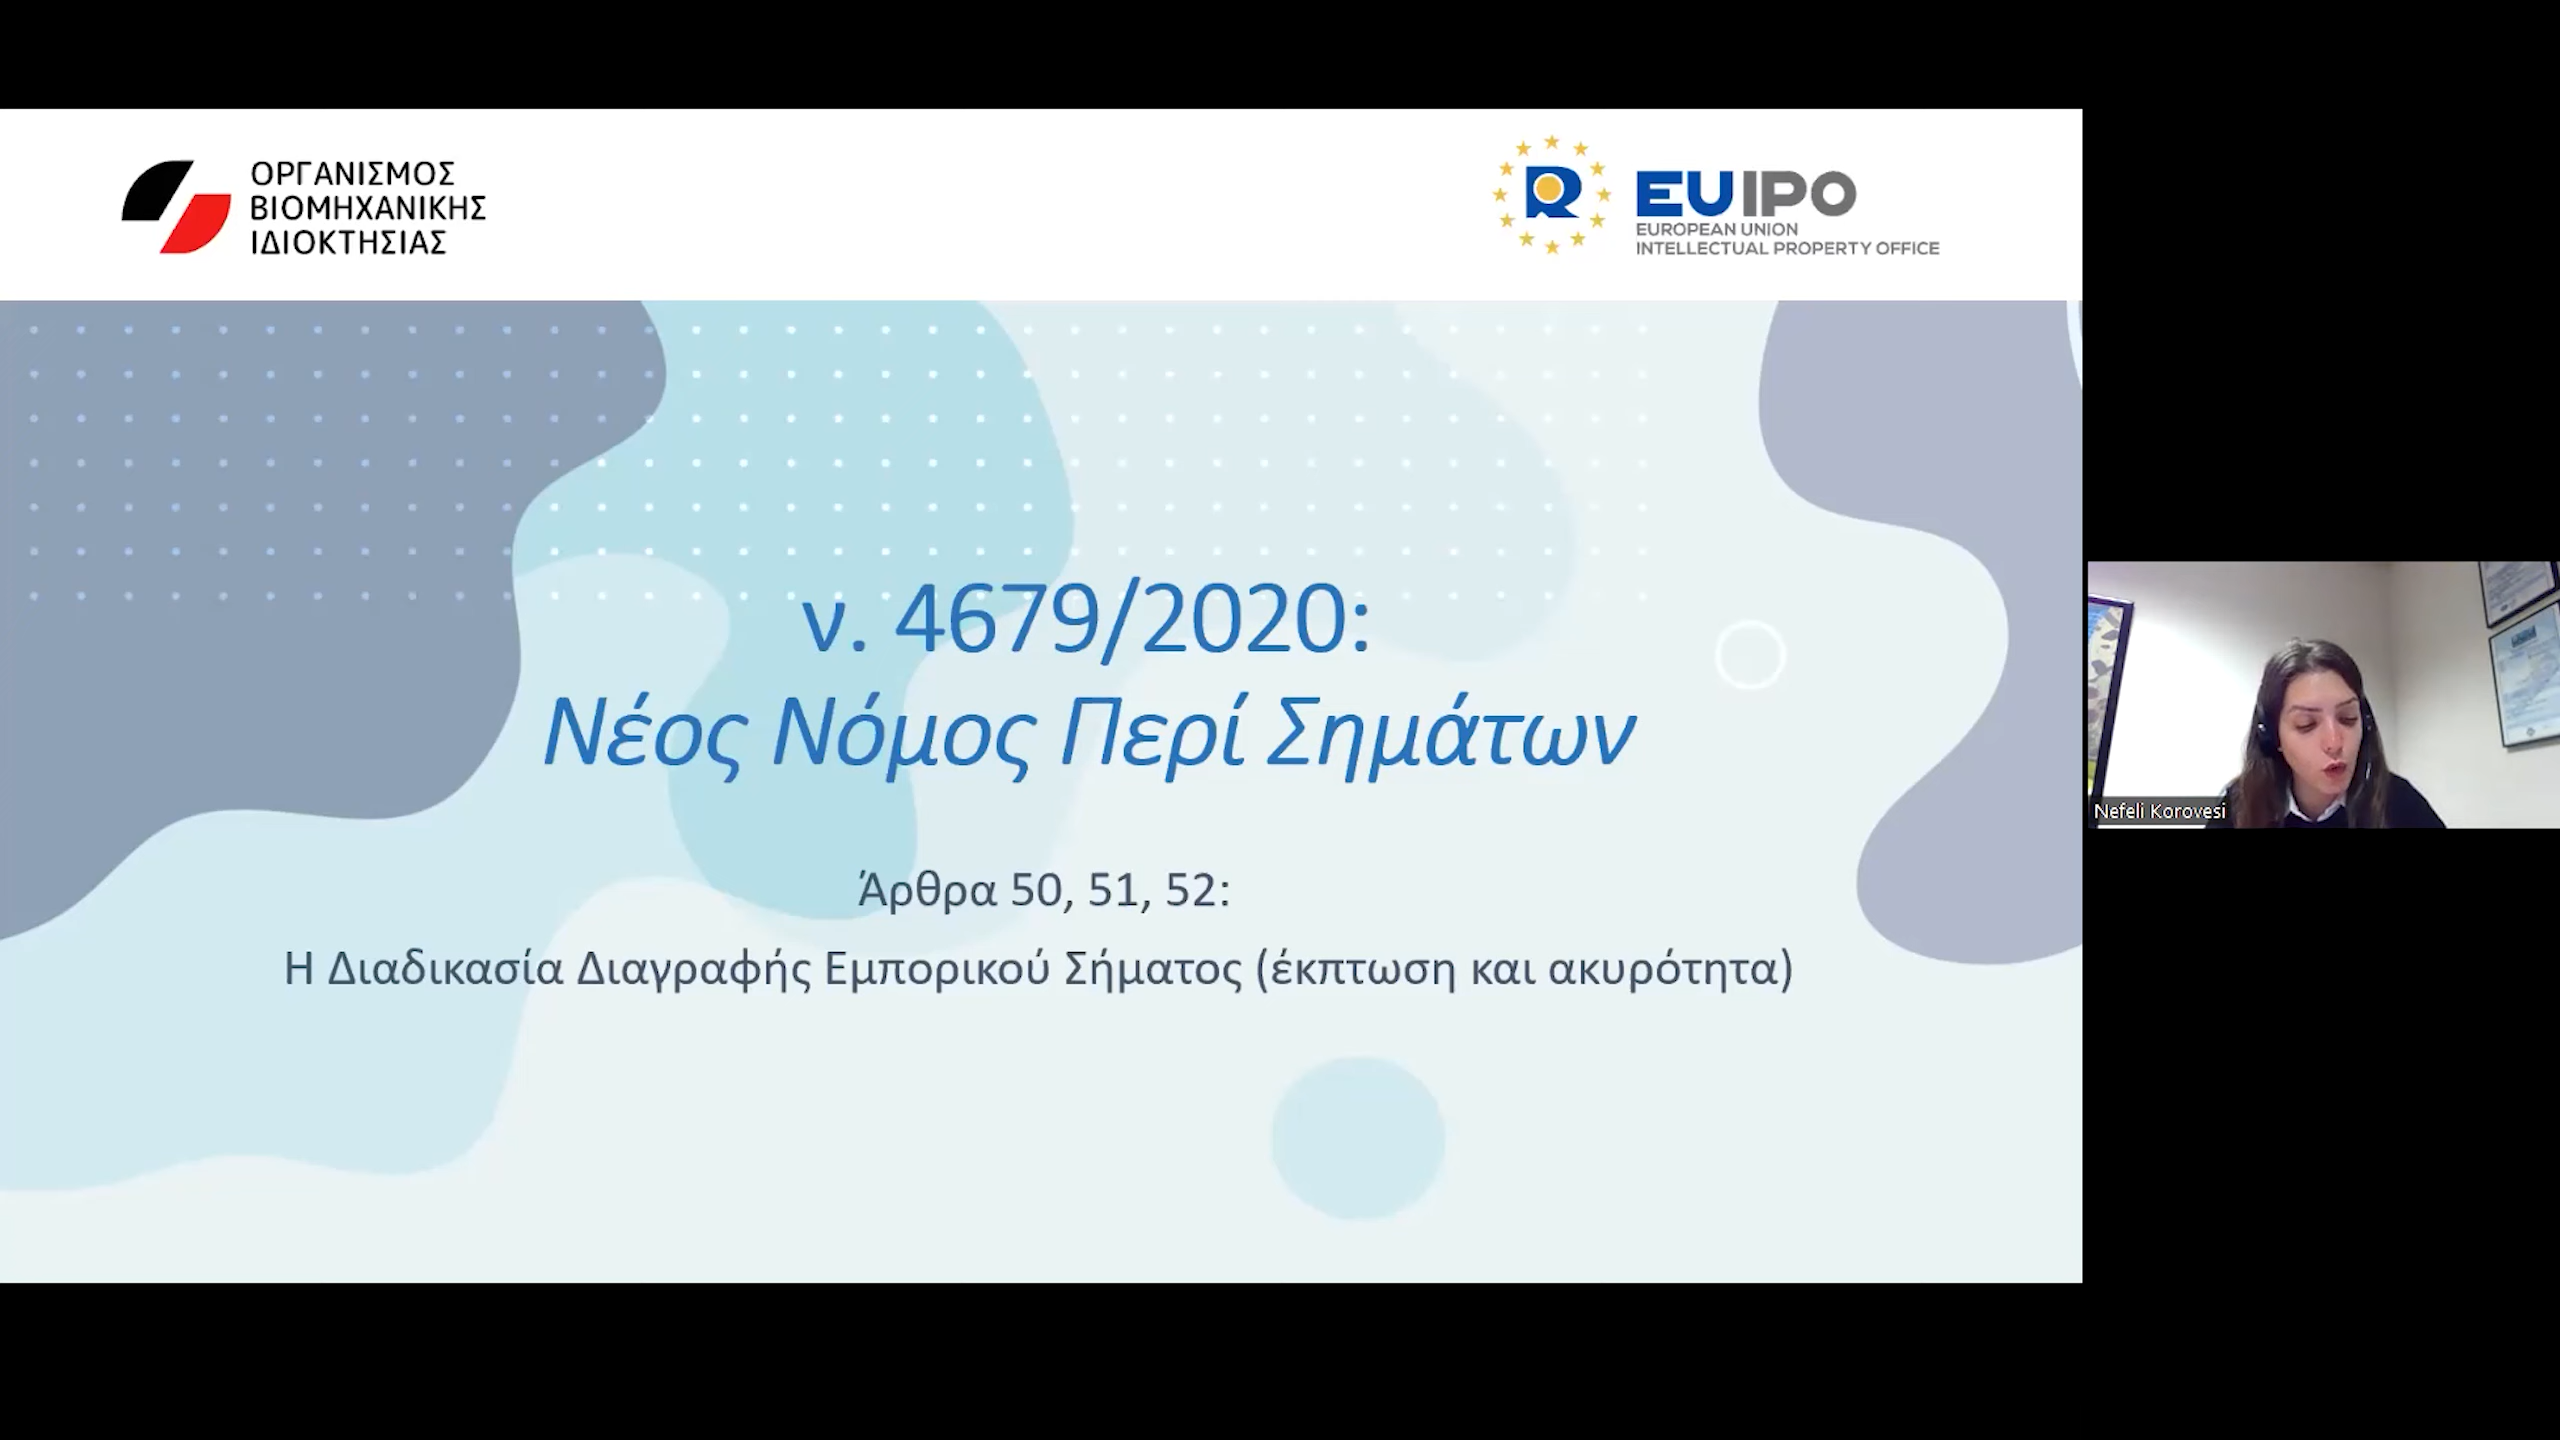 ΟΡΓΑΝΙΣΜΟΣ
ΒΙΟΜΗΧΑΝΙΚΗΣ
ΙΔΙΟΚΤΗΣΙΑΣ
EUIPO
EUROPEAN UNION
INTELLECTUAL PROPERTY OFFICE
ν. 4679/2020:
Νέος Νόμος Περί Σημάτων
Άρθρα 50, 51, 52:
Η Διαδικασία Διαγραφής Εμπορικού Σήματος (έκπτωση και ακυρότητα)
Nefeli Korovesi